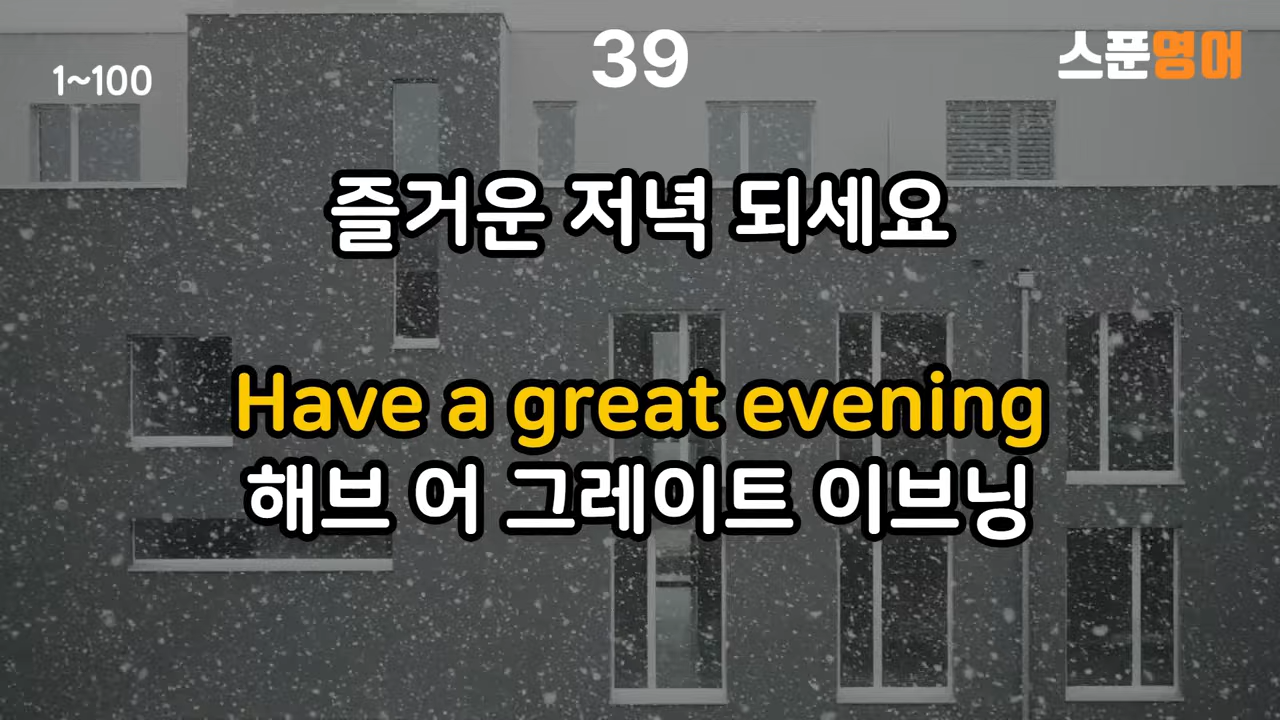 39
1~100
스푼영어
즐거운 저녁 되세요
Have a great evening
해브 어 그레이트 이브닝